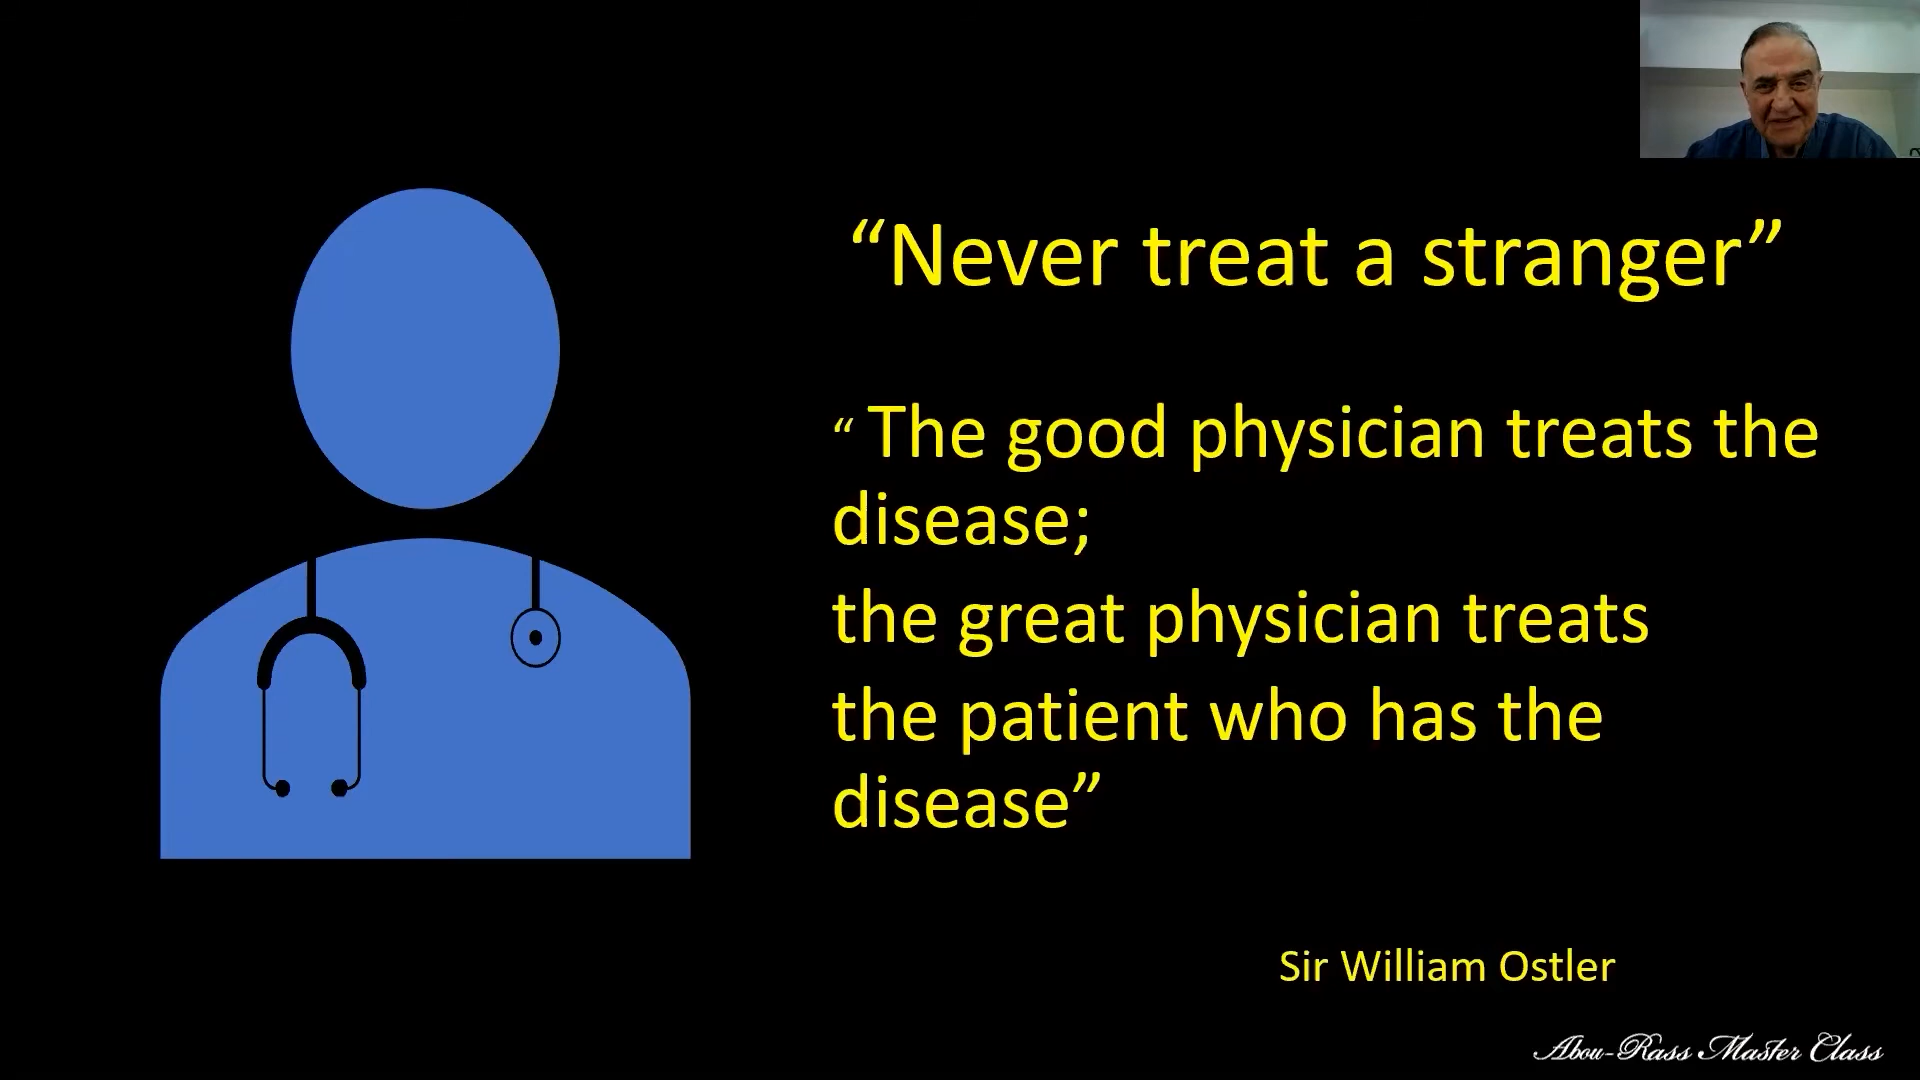 “Never treat a stranger”
“ The good physician treats the
disease;
the great physician treats
the patient who has the
disease”
Sir William Ostler
Abou-Rass Master Class